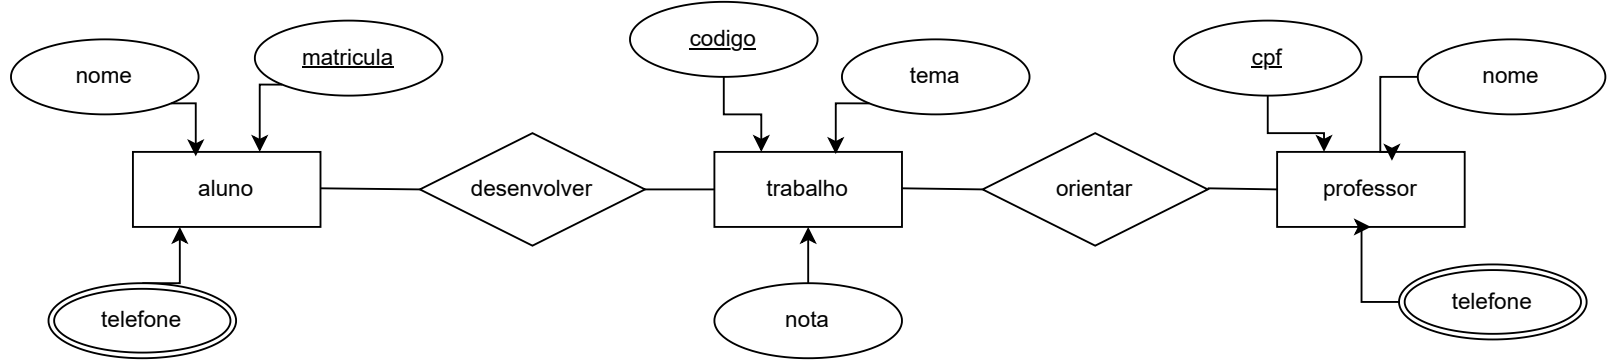 nome
matricula
codigo
tema
cpf
nome
aluno
desenvolver
trabalho
orientar
professor
telefone
nota
telefone